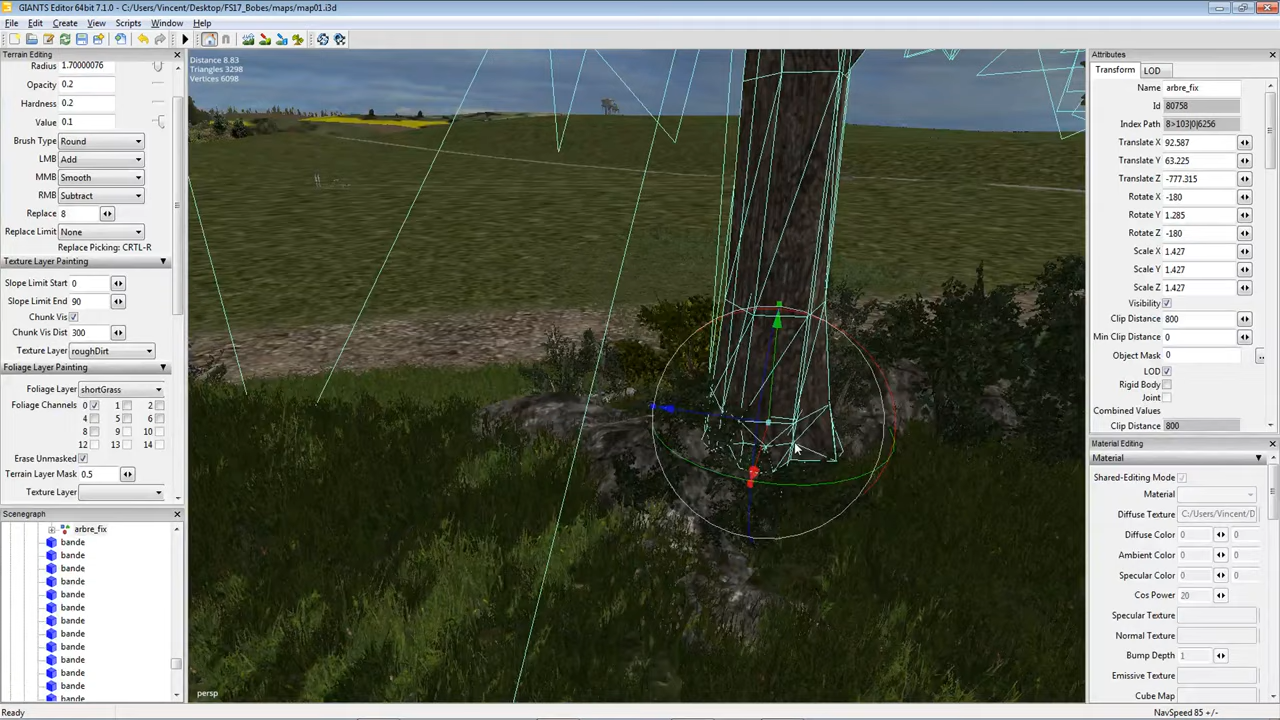 GIANTS Editor 64bit 7.1.0 - C:/Users/Vincent/Desktop/FS17_Bobes/maps/map01.i3d
File Edit Create View Scripts Window Help
Terrain Editing
Radius 1.70000076
Opacity 0.2
Hardness 0.2
Value 0.1
Brush Type Round
LMB Add
MMB Smooth
RMB Subtract
Replace 8
Replace Limit None
Replace Picking: CRTL-R
Texture Layer Painting
Slope Limit Start 0
Slope Limit End 90
Chunk Vis
Chunk Vis Dist 300
Texture Layer roughDirt
Foliage Layer Painting
Foliage Layer shortGrass
Foliage Channels 0 1 2
4 5 6
8 9 10
12 13 14
Erase Unmasked
Terrain Layer Mask 0.5
Texture Layer
Scenegraph
arbre_fix
bande
bande
bande
bande
bande
bande
bande
bande
bande
bande
bande
bande
bande
Ready
Distance 8.83
Triangles 3298
Vertices 6098
persp
Attributes
Transform LOD
Name arbre_fix
Id 80758
Index Path 8>103|0|6256
Translate X 92.587
Translate Y 63.225
Translate Z -777.315
Rotate X -180
Rotate Y 1.285
Rotate Z -180
Scale X 1.427
Scale Y 1.427
Scale Z 1.427
Visibility
Clip Distance 800
Min Clip Distance 0
Object Mask 0
LOD
Rigid Body
Joint
Combined Values
Clip Distance 800
Material Editing
Material
Shared-Editing Mode
Material
Diffuse Texture C:/Users/Vincent/D
Diffuse Color 0 0
Ambient Color 0 0
Specular Color 0 0
Cos Power 20
Specular Texture
Normal Texture
Bump Depth 1
Emissive Texture
Cube Map
NavSpeed 85 +/-